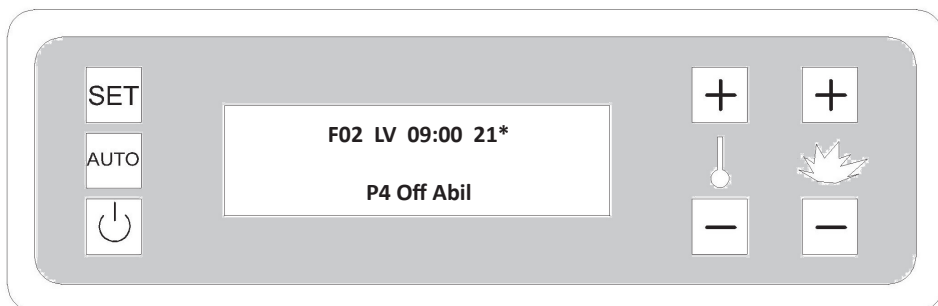 SET
AUTO
F02 LV 09:00 21*
P4 Off Abil
+
+
−
−